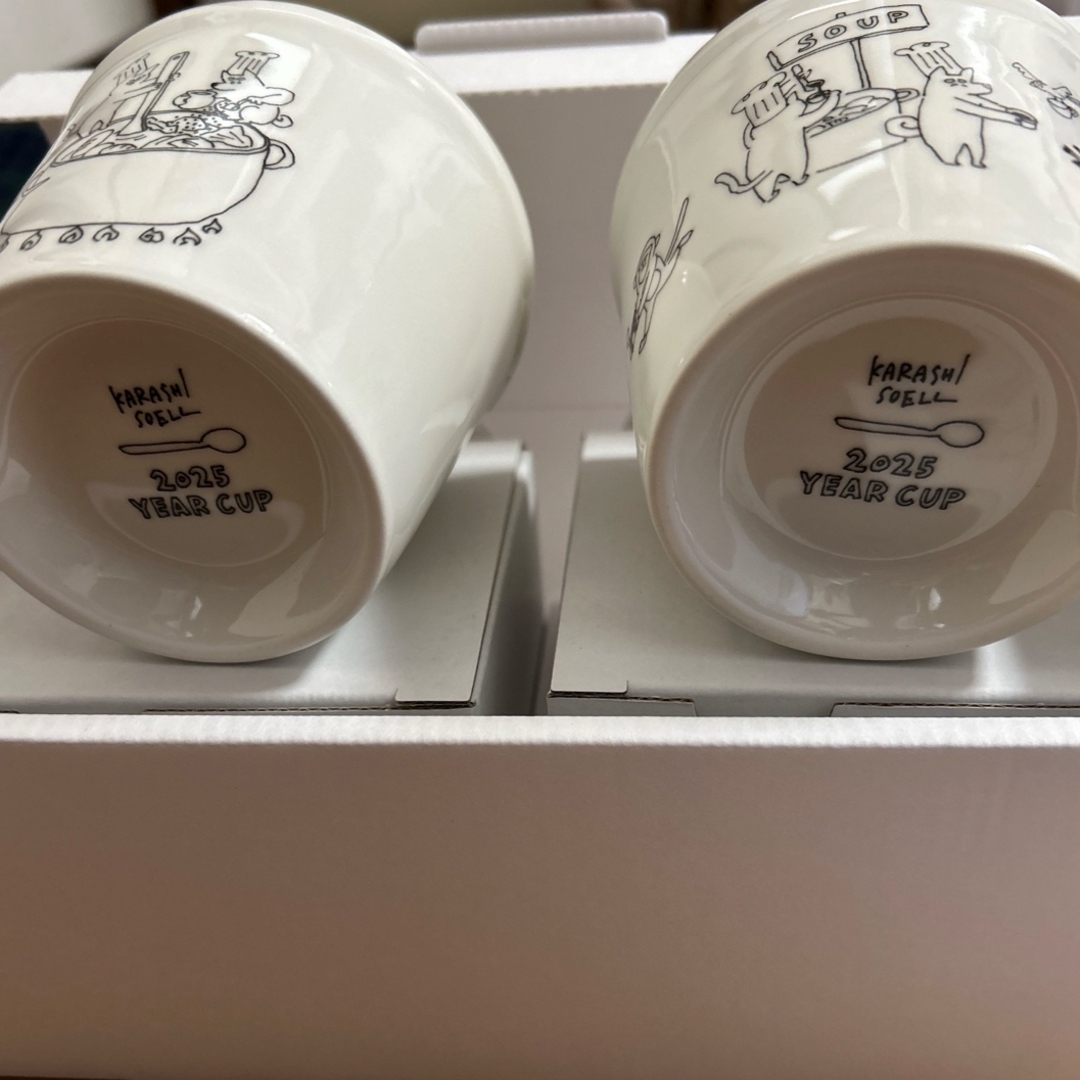 SOUP
KARASHI
SOELL
2025
YEAR CUP
KARASHI
SOELL
2025
YEAR CUP